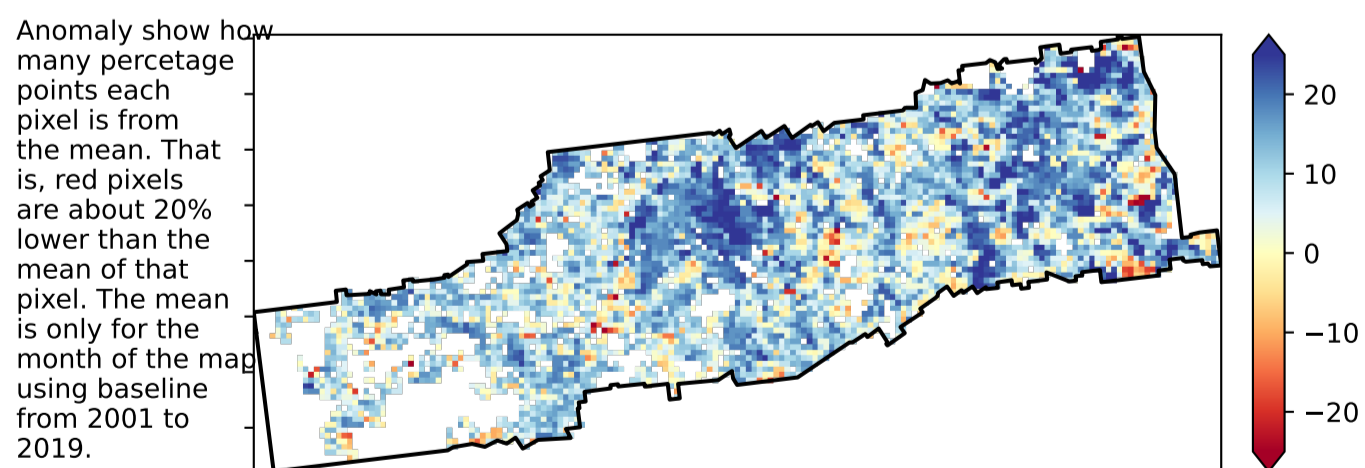 Anomaly show how
many percetage
points each
pixel is from
the mean. That
is, red pixels
are about 20%
lower than the
mean of that
pixel. The mean
is only for the
month of the map
using baseline
from 2001 to
2019.
20
10
0
−10
−20